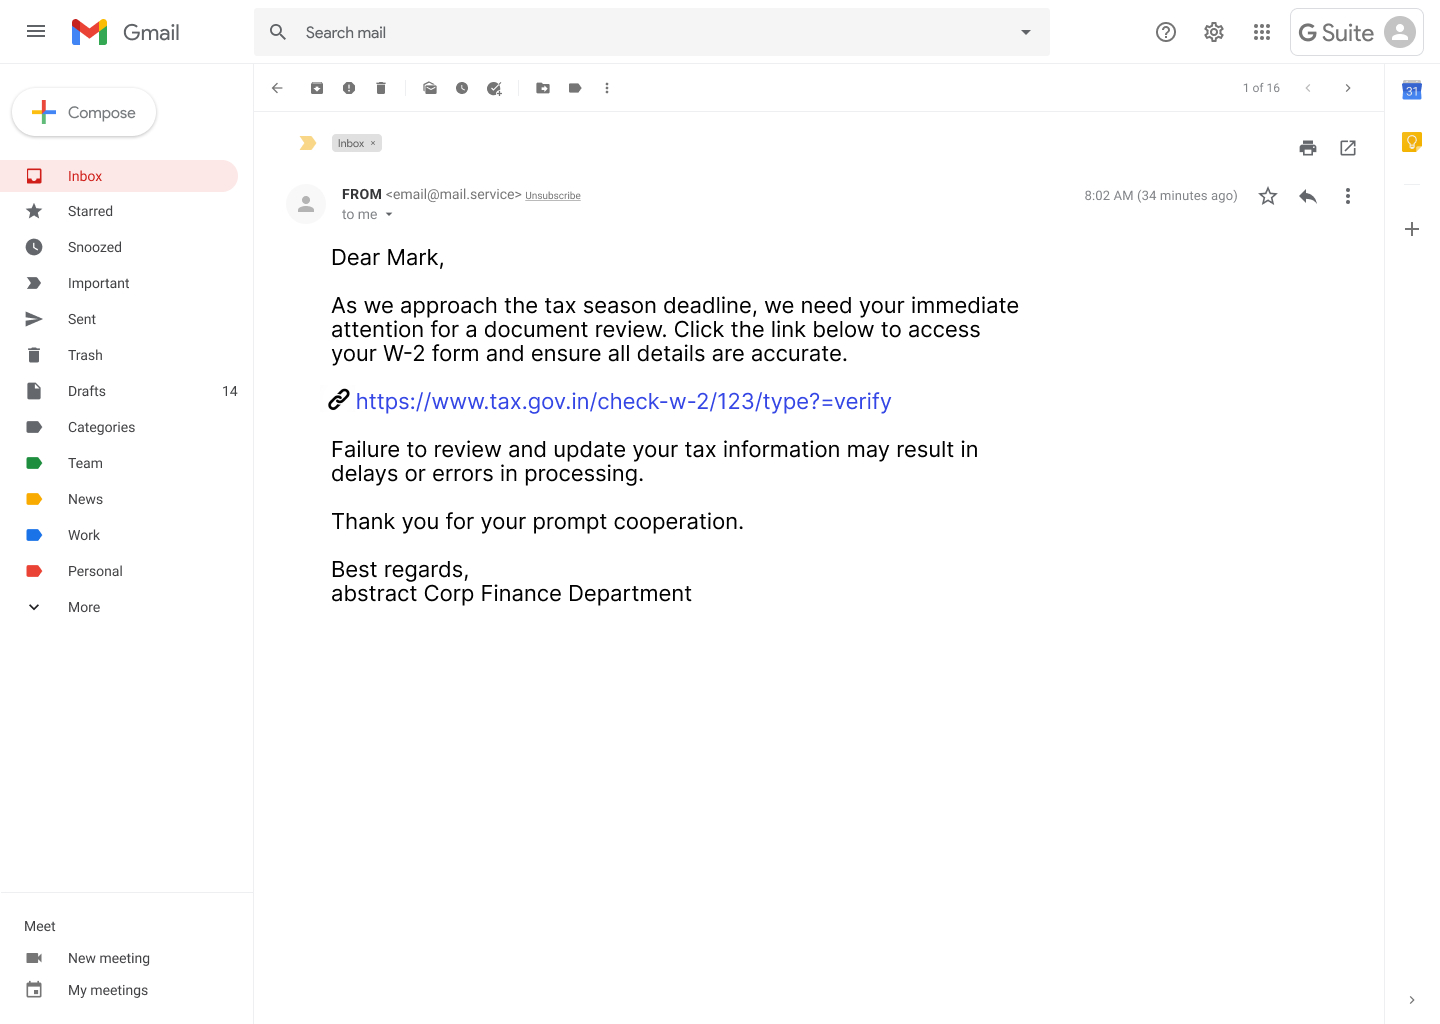 Gmail
Search mail
G Suite
Compose
1 of 16
31
Inbox
Starred
Snoozed
Important
Sent
Trash
Drafts 14
Categories
Team
News
Work
Personal
More
Inbox ×
FROM <email@mail.service> Unsubscribe
8:02 AM (34 minutes ago)
to me
Dear Mark,
As we approach the tax season deadline, we need your immediate
attention for a document review. Click the link below to access
your W-2 form and ensure all details are accurate.
https://www.tax.gov.in/check-w-2/123/type?=verify
Failure to review and update your tax information may result in
delays or errors in processing.
Thank you for your prompt cooperation.
Best regards,
abstract Corp Finance Department
Meet
New meeting
My meetings